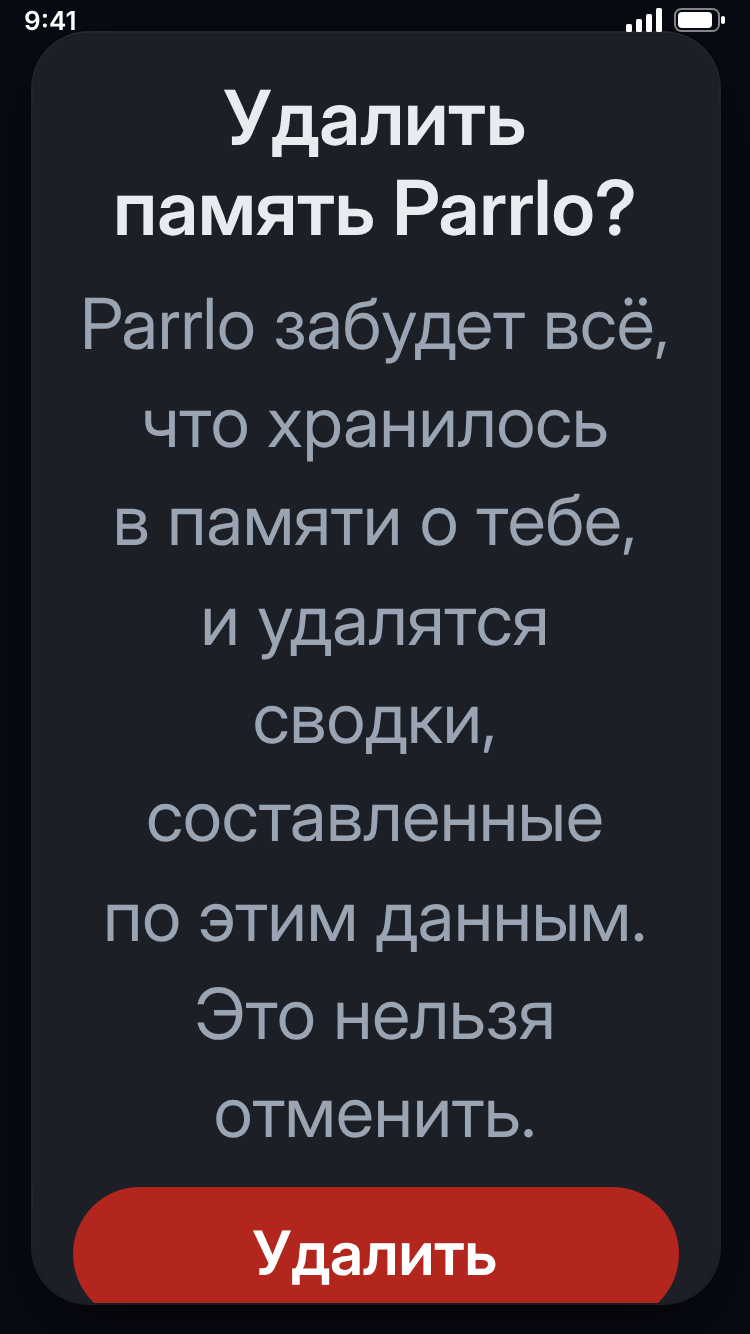 9:41
Удалить
память Parrlo?
Parrlo забудет всё,
что хранилось
в памяти о тебе,
и удалятся
сводки,
составленные
по этим данным.
Это нельзя
отменить.
Удалить